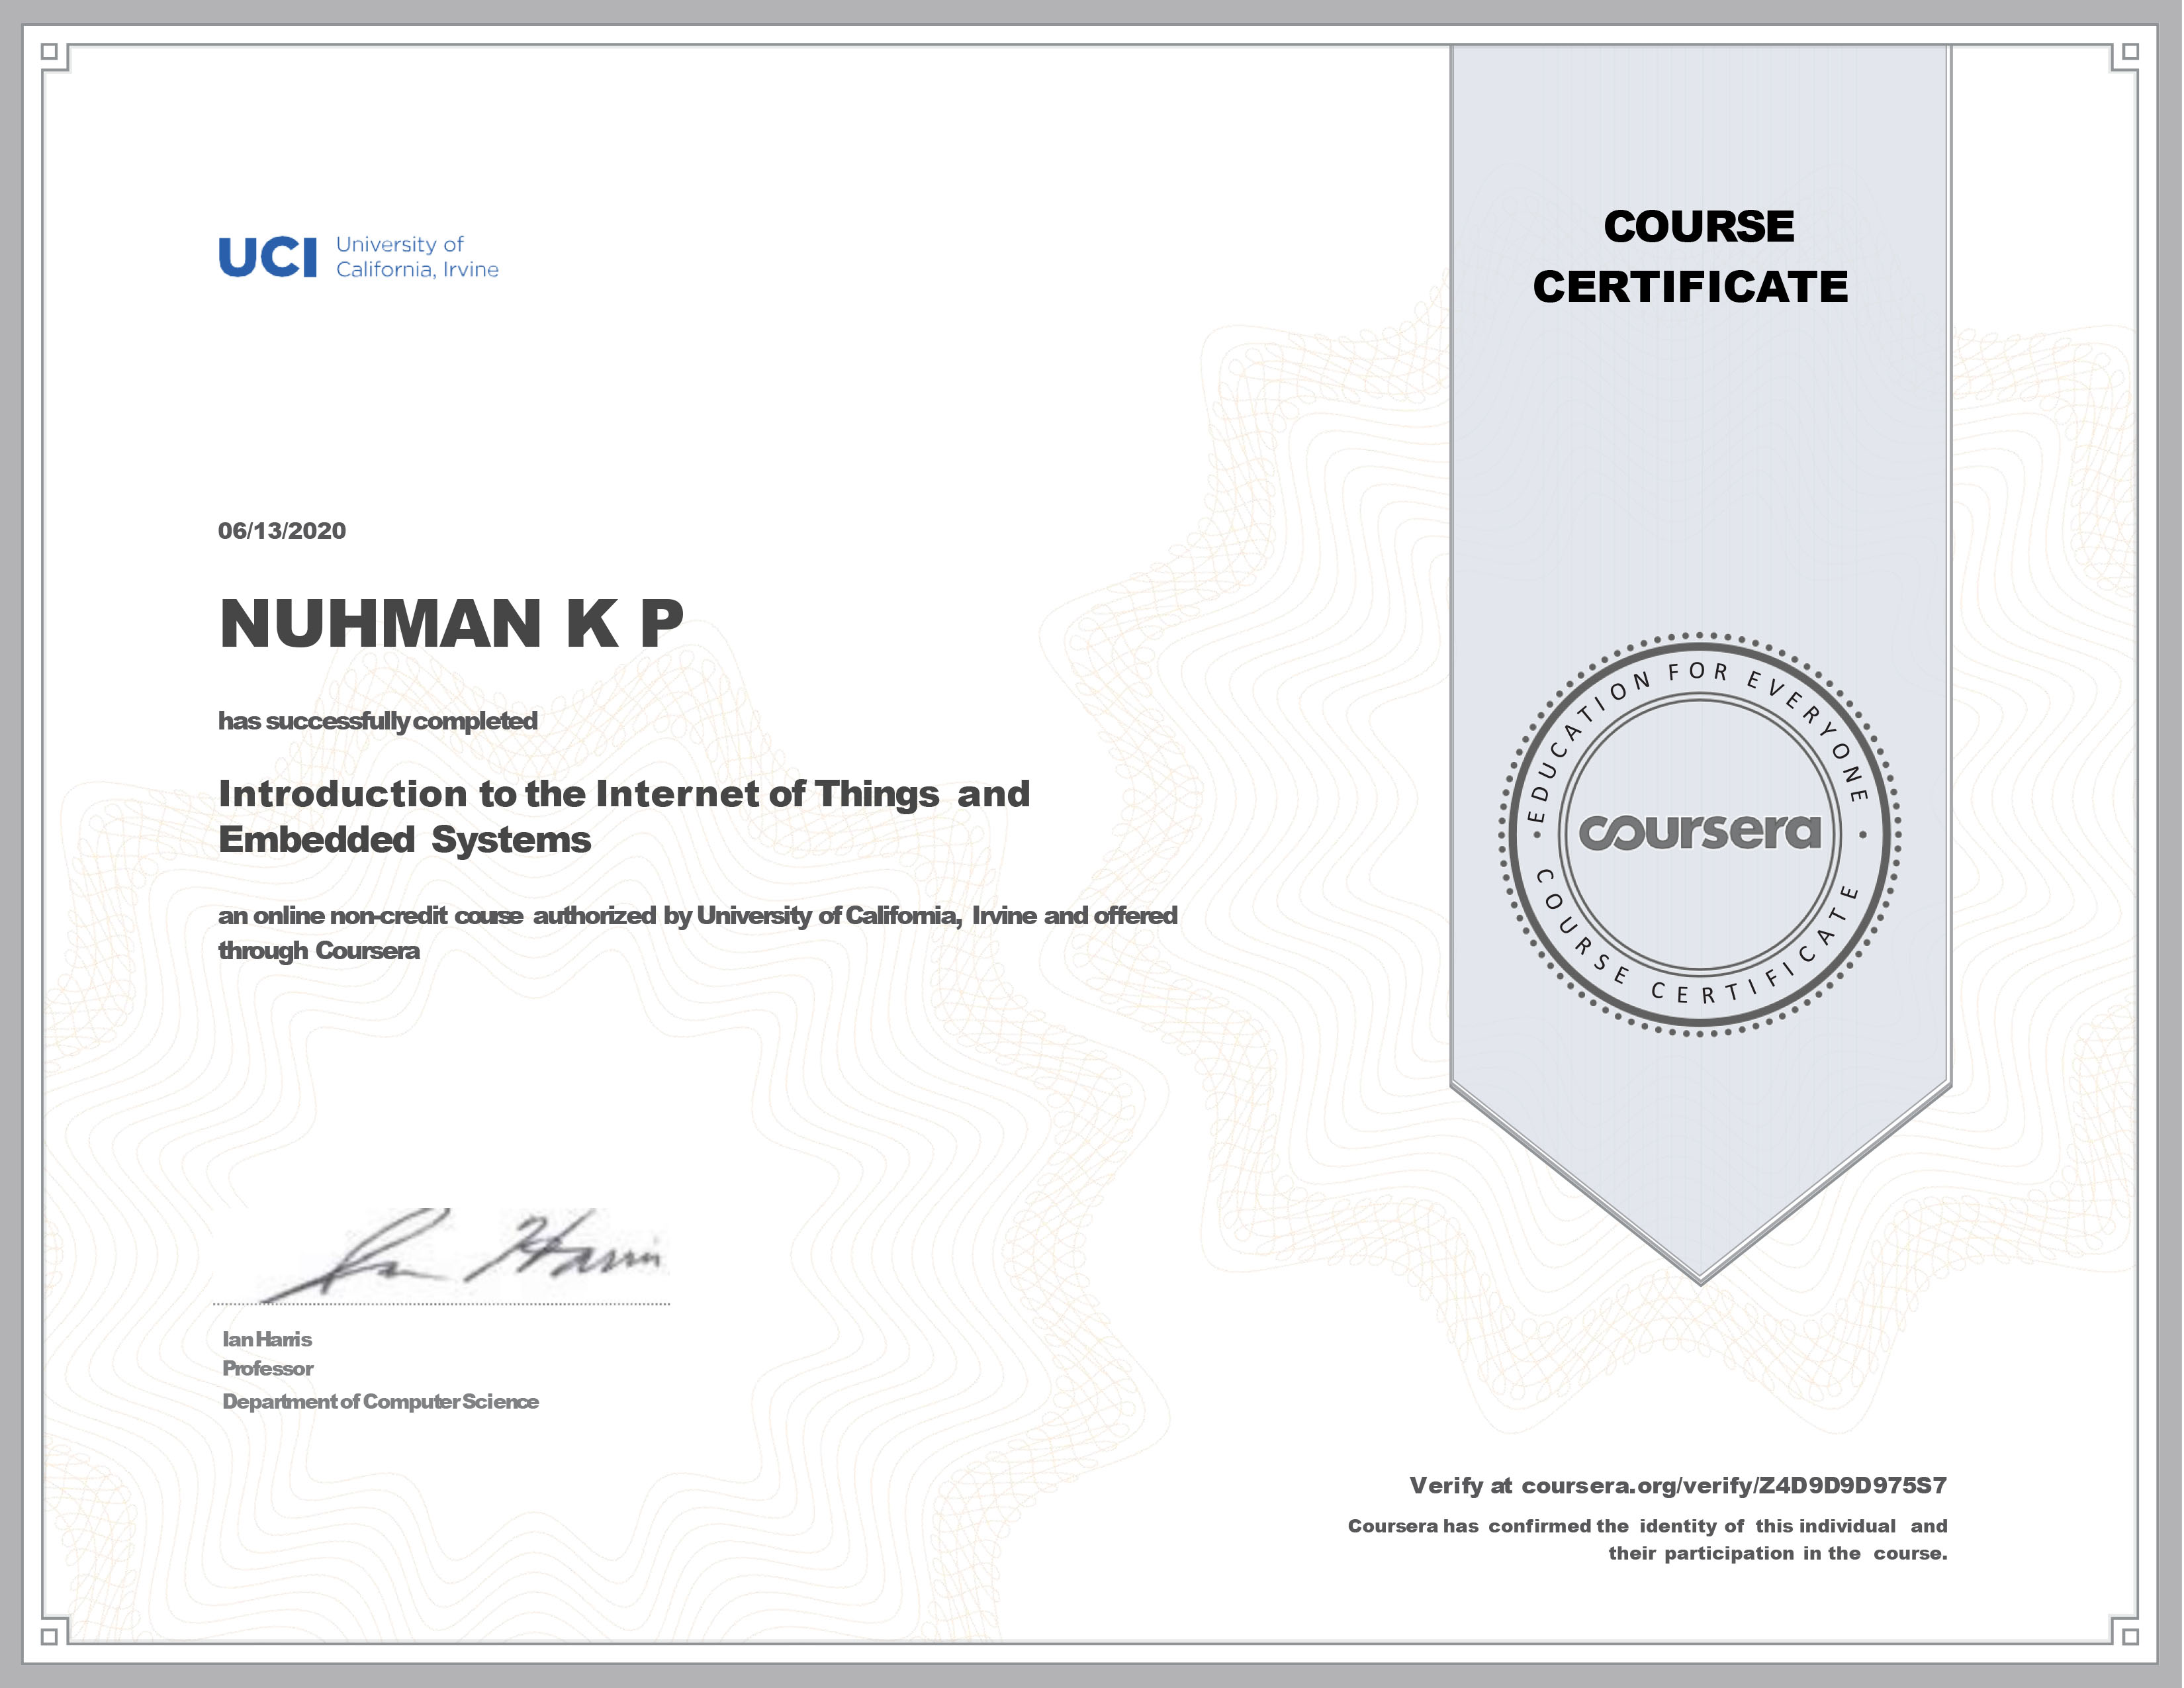 UCI
University of
California, Irvine
COURSE
CERTIFICATE
06/13/2020
NUHMAN K P
has successfully completed
Introduction to the Internet of Things and
Embedded Systems
an online non-credit course authorized by University of California, Irvine and offered
through Coursera
EDUCATION FOR EVERYONE
coursera
COURSE CERTIFICATE
Ian Harris
Ian Harris
Professor
Department of Computer Science
Verify at coursera.org/verify/Z4D9D9D975S7
Coursera has confirmed the identity of this individual and
their participation in the course.